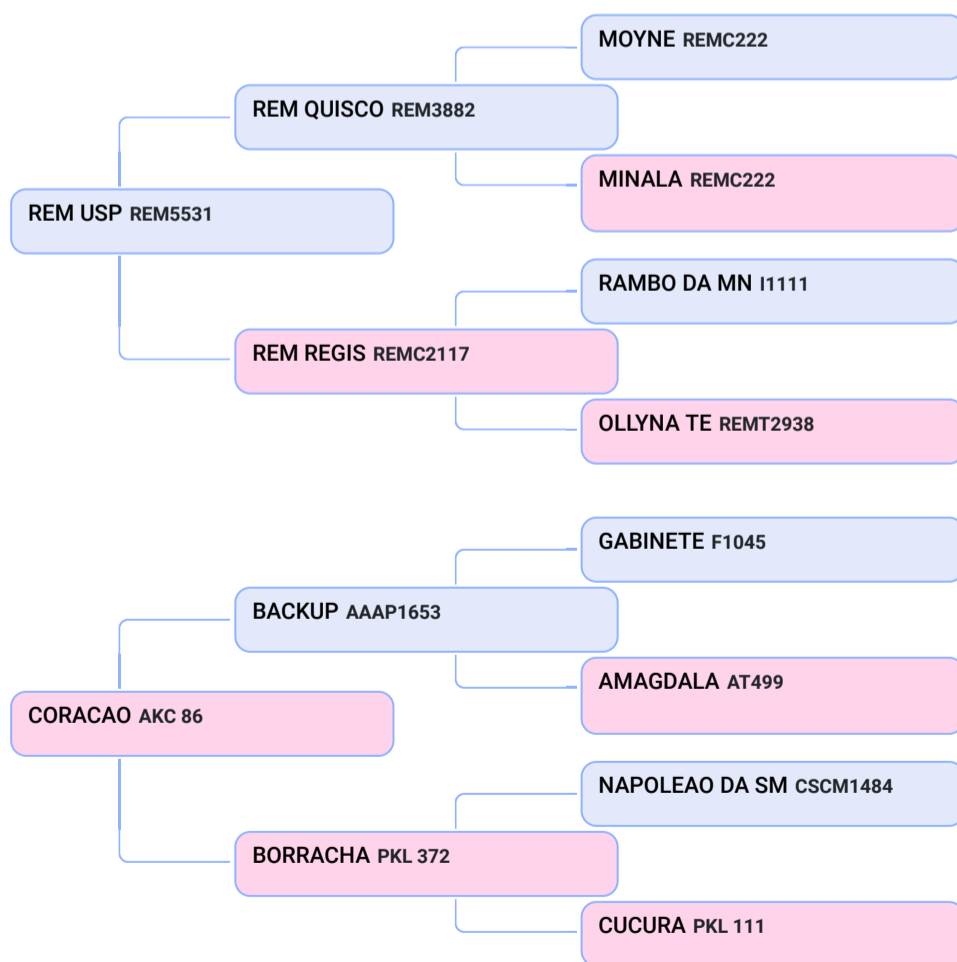 MOYNE REMC222
REM QUISCO REM3882
MINALA REMC222
REM USP REM5531
RAMBO DA MN I1111
REM REGIS REMC2117
OLLYNA TE REMT2938
GABINETE F1045
BACKUP AAAP1653
AMAGDALA AT499
CORACAO AKC 86
NAPOLEAO DA SM CSCM1484
BORRACHA PKL 372
CUCURA PKL 111